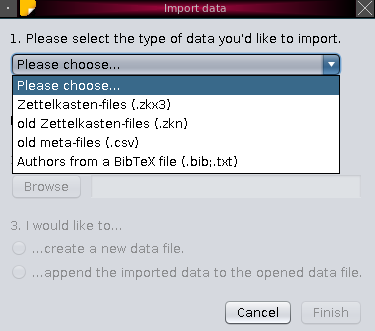 Import data
1. Please select the type of data you'd like to import.
Please choose...
Please choose...
Zettelkasten-files (.zkx3)
old Zettelkasten-files (.zkn)
old meta-files (.csv)
Authors from a BibTeX file (.bib;.txt)
Browse
3. I would like to...
...create a new data file.
...append the imported data to the opened data file.
Cancel
Finish